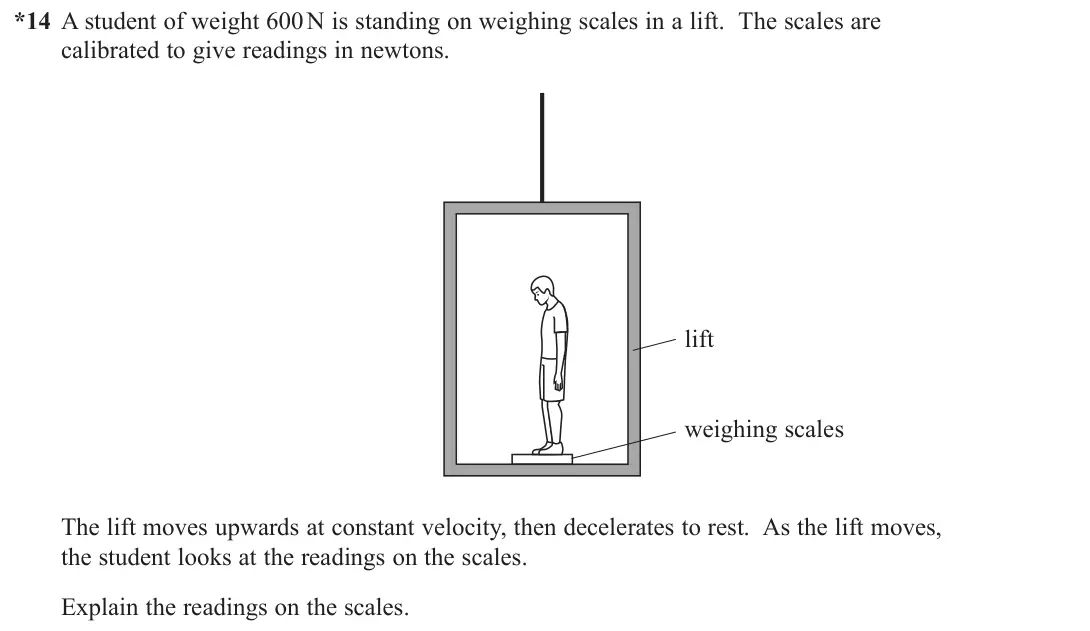 *14 A student of weight 600 N is standing on weighing scales in a lift. The scales are
calibrated to give readings in newtons.
lift
weighing scales
The lift moves upwards at constant velocity, then decelerates to rest. As the lift moves,
the student looks at the readings on the scales.
Explain the readings on the scales.